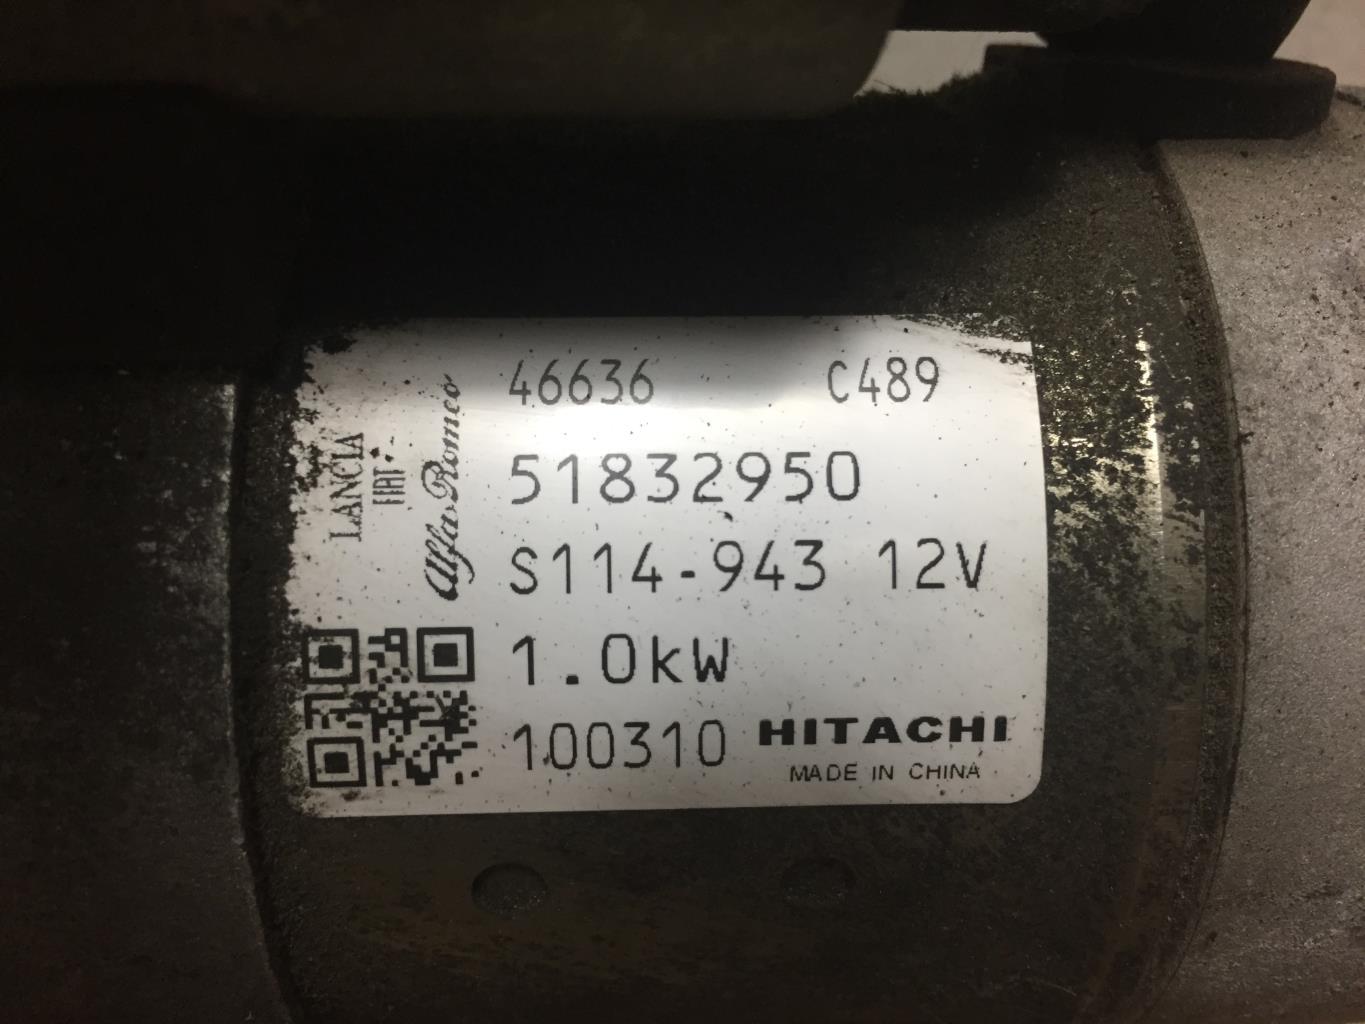 46636 C489
51832950
S114-943 12V
1.0kW
100310 HITACHI
MADE IN CHINA
LANCIA
FIAT
Alfa Romeo